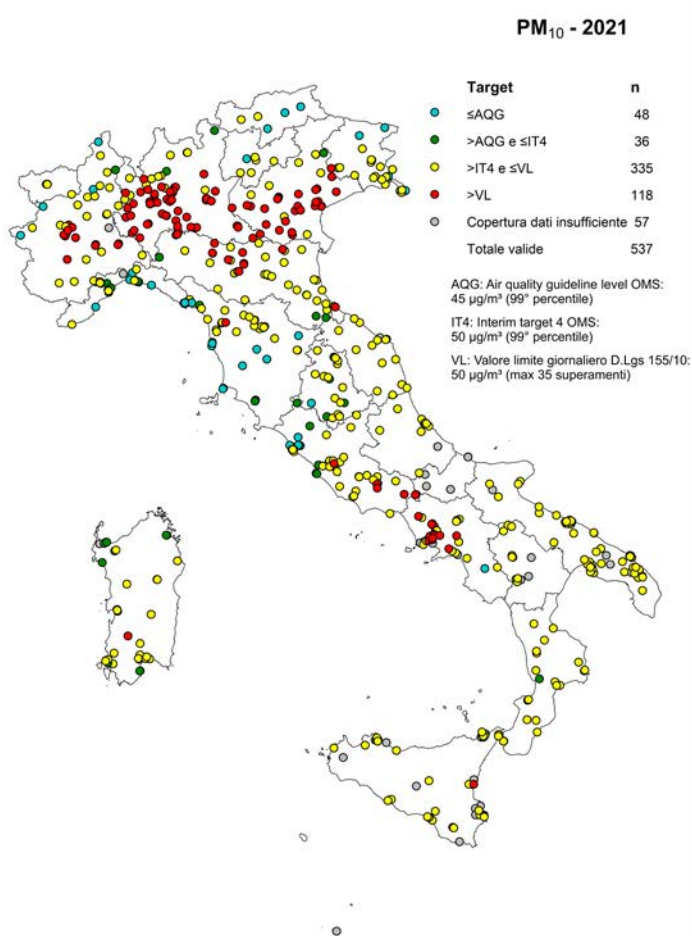 PM₁₀ - 2021
Target n
≤AQG 48
>AQG e ≤IT4 36
>IT4 e ≤VL 335
>VL 118
Copertura dati insufficiente 57
Totale valide 537
AQG: Air quality guideline level OMS:
45 µg/m³ (99° percentile)
IT4: Interim target 4 OMS:
50 µg/m³ (99° percentile)
VL: Valore limite giornaliero D.Lgs 155/10:
50 µg/m³ (max 35 superamenti)